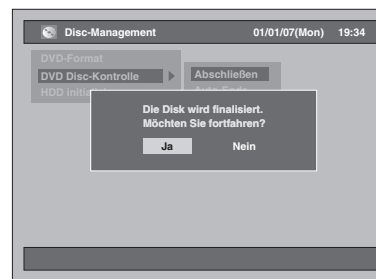 Disc-Management 01/01/07(Mon) 19:34
DVD-Format
DVD Disc-Kontrolle Abschließen
HDD Initi
Die Disk wird finalisiert.
Möchten Sie fortfahren?
Ja Nein